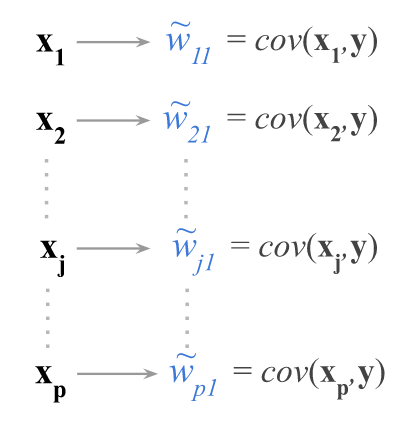 x₁ → w̃₁₁ = cov(x₁,y)
x₂ → w̃₂₁ = cov(x₂,y)
xⱼ → w̃ⱼ₁ = cov(xⱼ,y)
xₚ → w̃ₚ₁ = cov(xₚ,y)